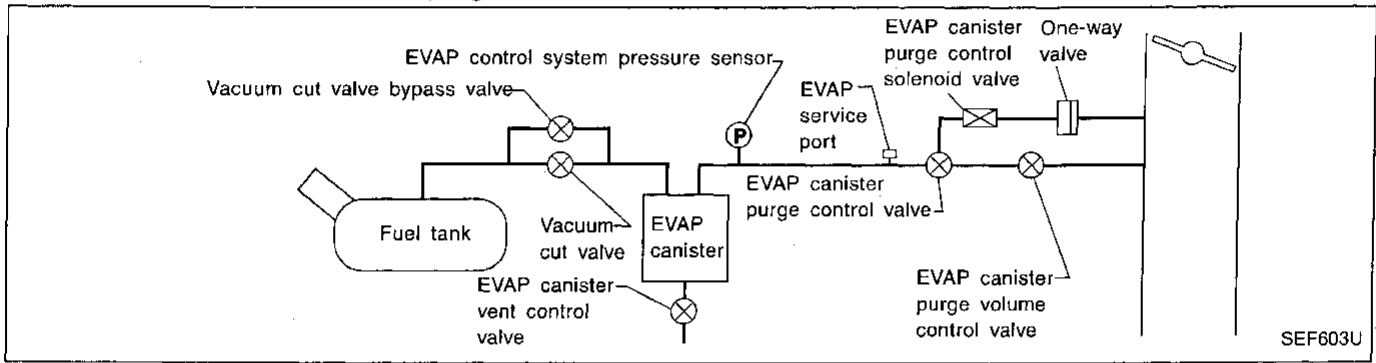 EVAP canister
purge control
solenoid valve
One-way
valve
EVAP control system pressure sensor
Vacuum cut valve bypass valve
EVAP
service
port
P
EVAP canister
purge control valve
Fuel tank
Vacuum
cut valve
EVAP
canister
EVAP canister
vent control
valve
EVAP canister
purge volume
control valve
SEF603U